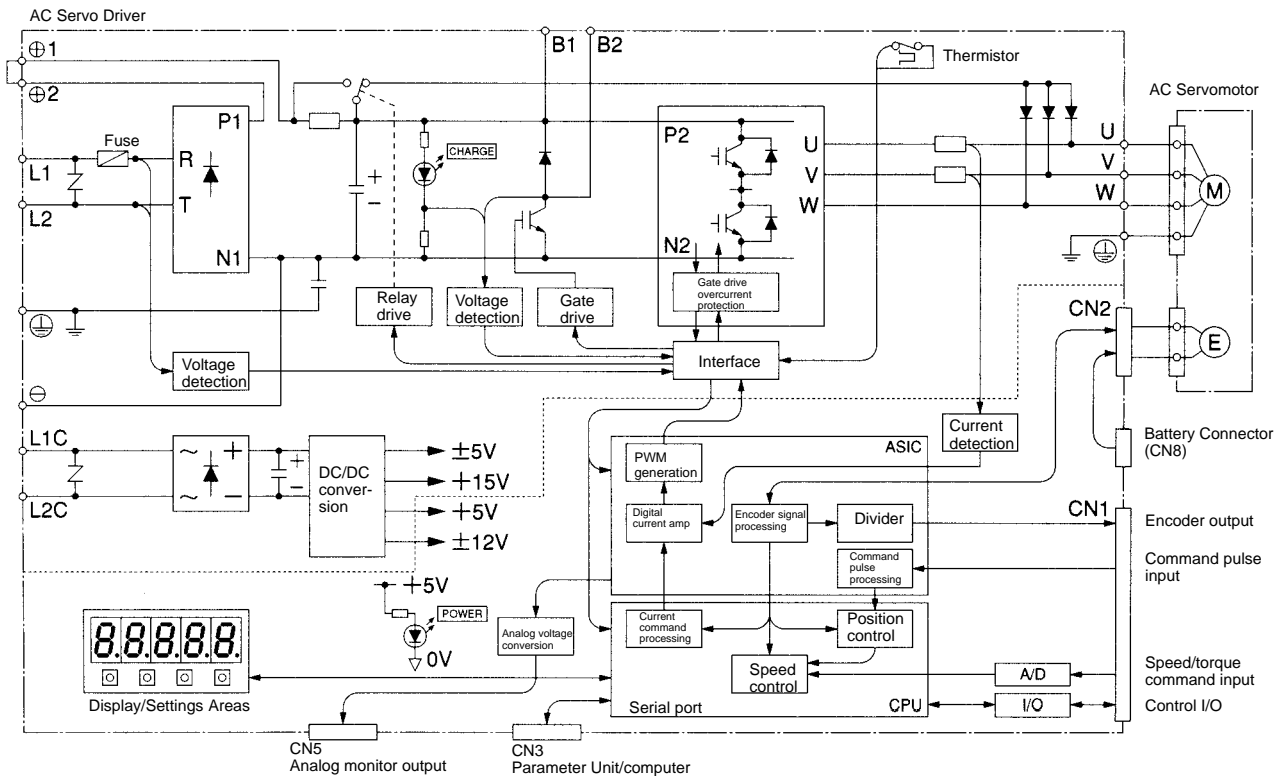 AC Servo Driver
⊕1
⊕2
B1 B2
Thermistor
AC Servomotor
P1
Fuse
L1
R
L2
T
N1
CHARGE
+
−
P2
U
V
W
N2
U
V
W
M
Relay
drive
Voltage
detection
Gate
drive
Gate drive
overcurrent
protection
Interface
CN2
E
Voltage
detection
⊖
L1C
L2C
~ +
~ −
+
−
DC/DC
conver-
sion
±5V
+15V
+5V
±12V
Current
detection
Battery Connector
(CN8)
ASIC
PWM
generation
Digital
current amp
Encoder signal
processing
Divider
CN1
Encoder output
Command
pulse
processing
Command pulse
input
+5V
POWER
0V
8.8.8.8.8.
Display/Settings Areas
Analog voltage
conversion
Current
command
processing
Position
control
Speed
control
A/D
Speed/torque
command input
Serial port
CPU
I/O
Control I/O
CN5
Analog monitor output
CN3
Parameter Unit/computer